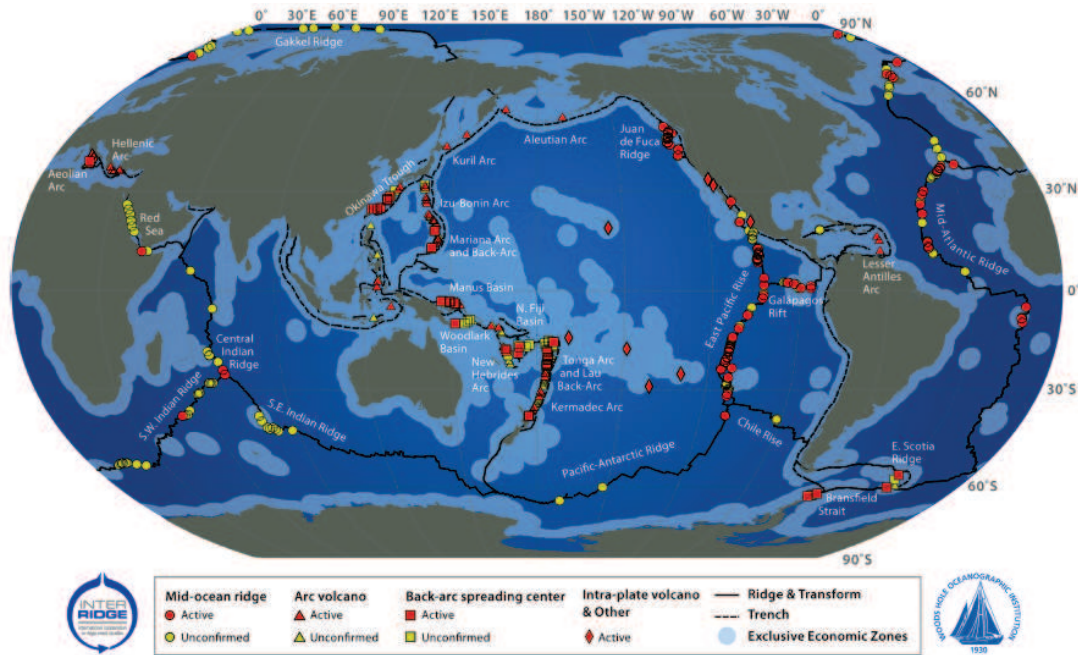 0° 30°E 60°E 90°E 120°E 150°E 180° 150°W 120°W 90°W 60°W 30°W 0°
90°N
Gakkel Ridge
60°N
Aleutian Arc
Juan
de Fuca
Ridge
Hellenic
Arc
Aeolian
Arc
Kuril Arc
Okinawa Trough
30°N
Izu-Bonin Arc
Red
Sea
Mid-Atlantic Ridge
Mariana Arc
and Back-Arc
Lesser
Antilles
Arc
Manus Basin
0°
East Pacific Rise
Galápagos
Rift
N. Fiji
Basin
Woodlark
Basin
Central
Indian
Ridge
New
Hebrides
Arc
Tonga Arc
and Lau
Back-Arc
30°S
S.W. Indian Ridge
S.E. Indian Ridge
Kermadec Arc
Chile Rise
Pacific-Antarctic Ridge
E. Scotia
Ridge
60°S
Bransfield
Strait
90°S
INTER
RIDGE
Mid-ocean ridge
Active
Unconfirmed
Arc volcano
Active
Unconfirmed
Back-arc spreading center
Active
Unconfirmed
Intra-plate volcano
& Other
Active
Ridge & Transform
Trench
Exclusive Economic Zones
WOODS HOLE OCEANOGRAPHIC INSTITUTION
1930